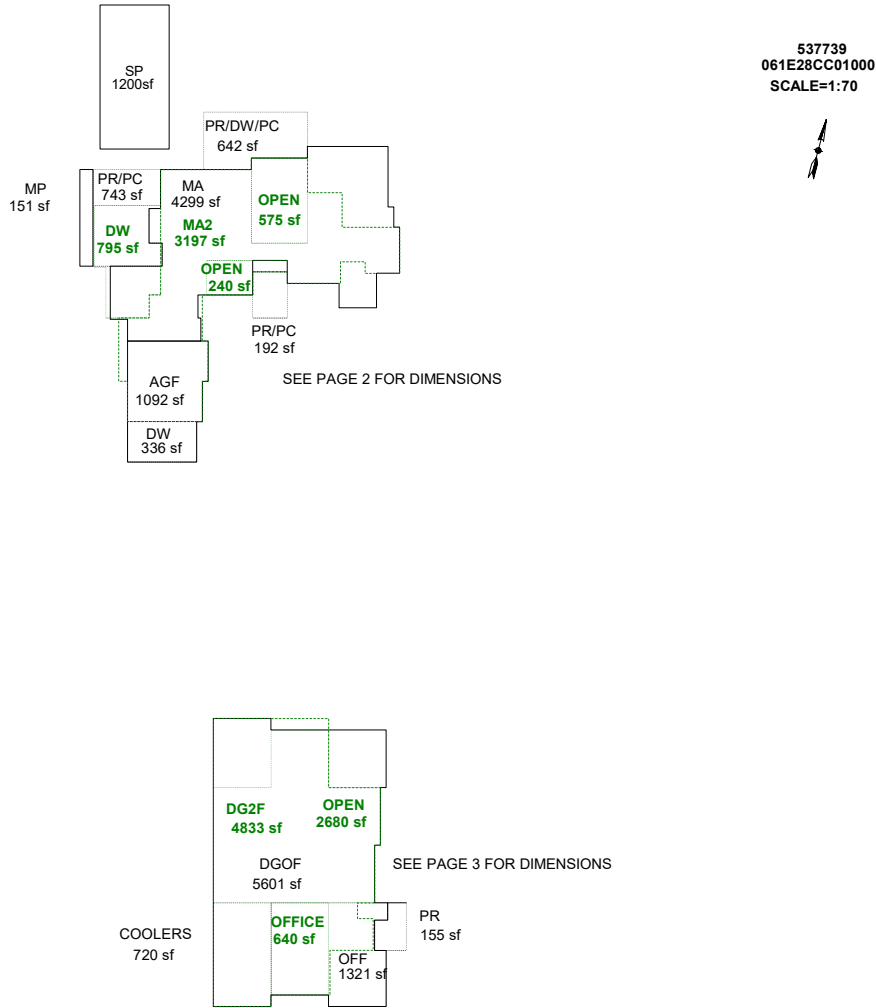 537739
061E28CC01000
SCALE=1:70
SP
1200sf
PR/DW/PC
642 sf
MP
151 sf
PR/PC
743 sf
MA
4299 sf
OPEN
575 sf
DW
795 sf
MA2
3197 sf
OPEN
240 sf
PR/PC
192 sf
SEE PAGE 2 FOR DIMENSIONS
AGF
1092 sf
DW
336 sf
DG2F
4833 sf
OPEN
2680 sf
DGOF
5601 sf
SEE PAGE 3 FOR DIMENSIONS
COOLERS
720 sf
OFFICE
640 sf
PR
155 sf
OFF
1321 sf